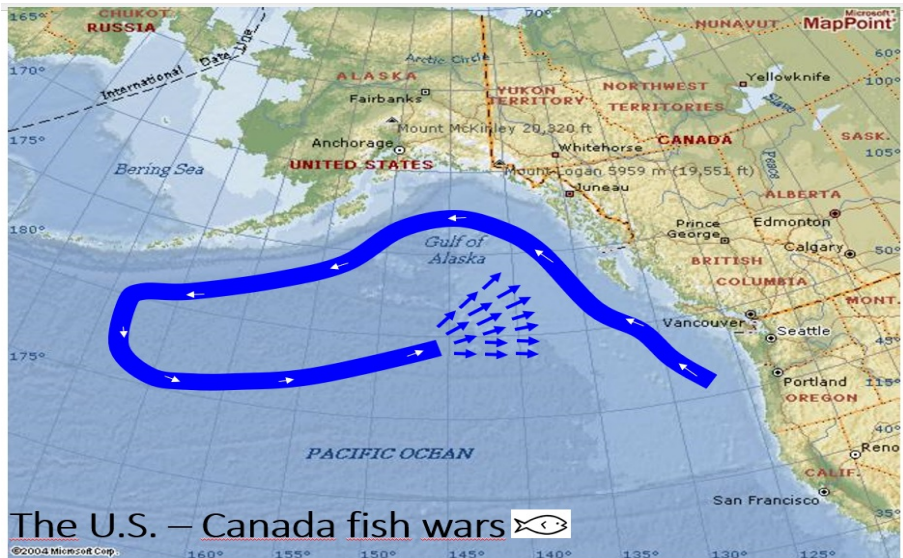 165°
CHUKOT
RUSSIA
70°
NUNAVUT
Microsoft®
MapPoint®
60°
International Date Line
170°
Arctic Circle
ALASKA
Fairbanks
YUKON
TERRITORY
NORTHWEST
TERRITORIES
Yellowknife
100°
Slave
175°
Anchorage
Mount McKinley 20,320 ft
UNITED STATES
Whitehorse
CANADA
SASK.
105°
Bering Sea
Mount Logan 5959 m (19,551 ft)
Juneau
Peace
ALBERTA
180°
Gulf of
Alaska
Prince
George
Edmonton
Calgary
50°
BRITISH
COLUMBIA
MONT.
Vancouver
Seattle
175°
Portland
115°
OREGON
40°
Reno
PACIFIC OCEAN
CALIF.
San Francisco
35°
The U.S. – Canada fish wars
©2004 Microsoft Corp.
160°
155°
150°
145°
140°
135°
130°
125°